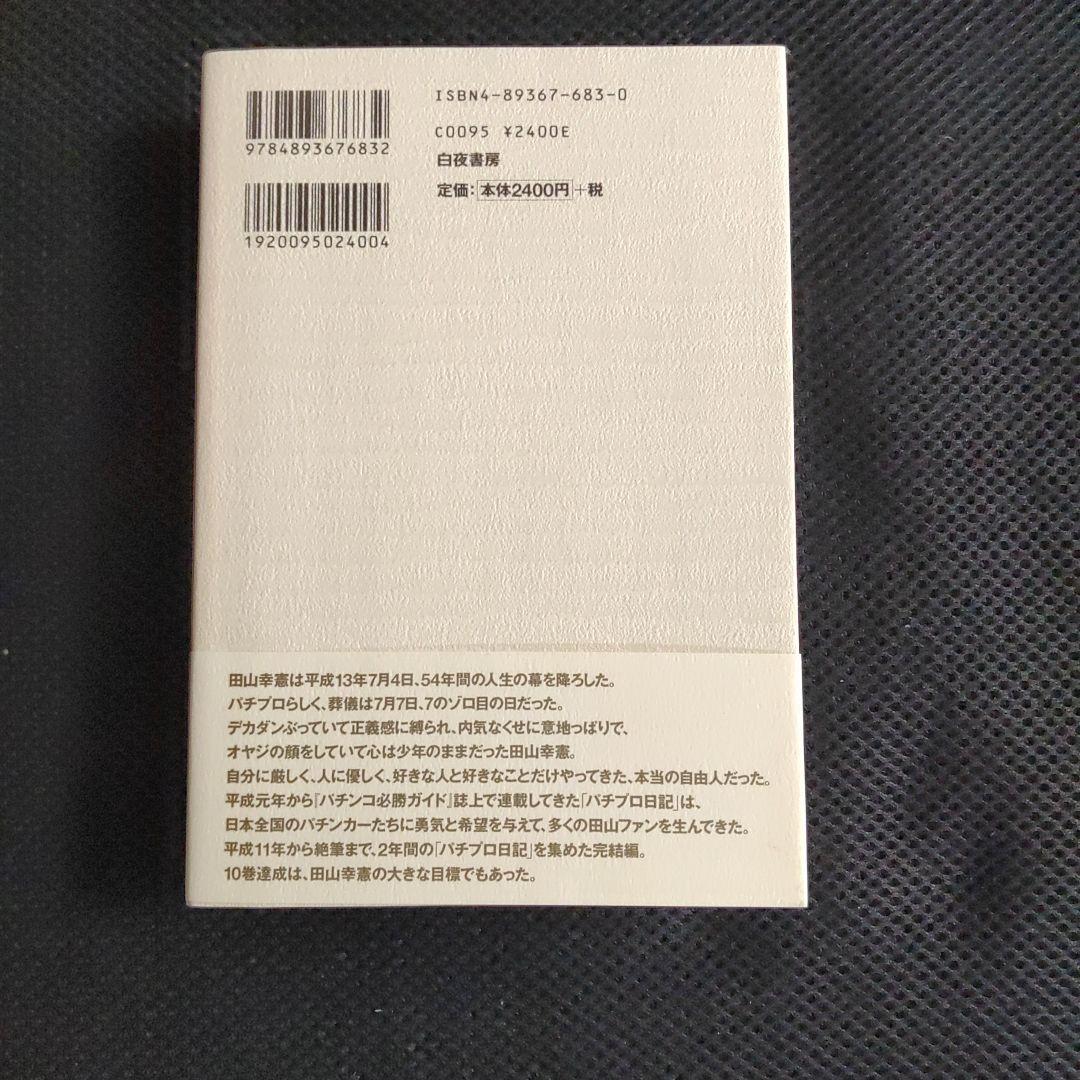 ISBN4-89367-683-0
C0095 ¥2400E
9784893676832
白夜書房
定価：本体2400円＋税
1920095024004
田山幸憲は平成13年7月4日、54年間の人生の幕を降ろした。
パチプロらしく、葬儀は7月7日、7のゾロ目の日だった。
デカダンぶっていて正義感に縛られ、内気なくせに意地っぱりで、
オヤジの顔をしていて心は少年のままだった田山幸憲。
自分に厳しく、人に優しく、好きな人と好きなことだけやってきた、本当の自由人だった。
平成元年から『パチンコ必勝ガイド』誌上で連載してきた「パチプロ日記」は、
日本全国のパチンカーたちに勇気と希望を与えて、多くの田山ファンを生んできた。
平成11年から絶筆まで、2年間の「パチプロ日記」を集めた完結編。
10巻達成は、田山幸憲の大きな目標でもあった。